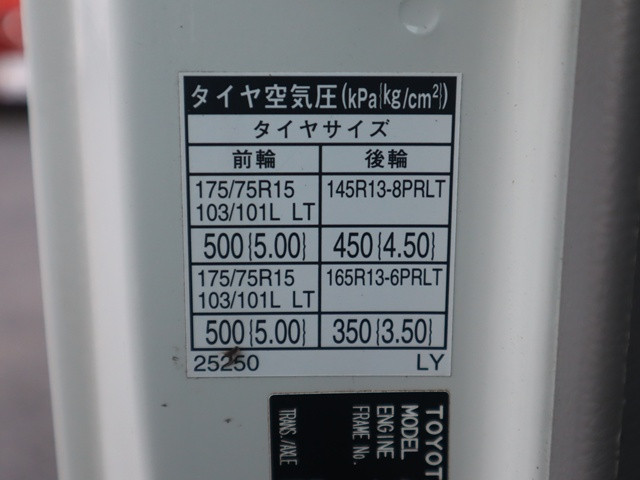 タイヤ空気圧(kPa{kg/cm²})
タイヤサイズ
前輪 後輪
175/75R15 145R13-8PRLT
103/101L LT
500{5.00} 450{4.50}
175/75R15 165R13-6PRLT
103/101L LT
500{5.00} 350{3.50}
25250 LY
TOYOT
MODEL
ENGINE
FRAME No.
TRANS./AXLE